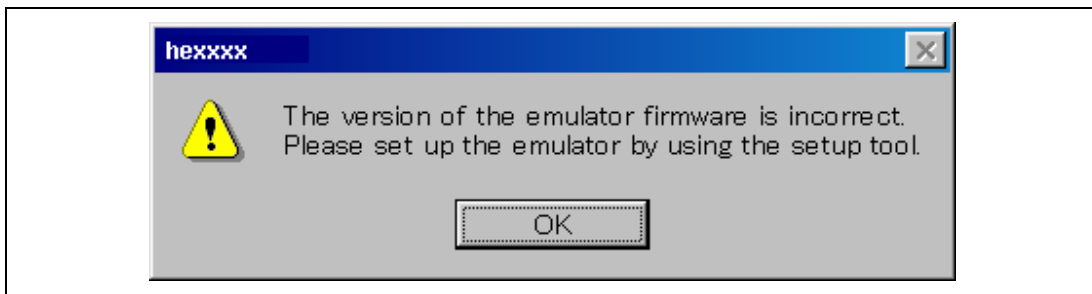 hexxxx
The version of the emulator firmware is incorrect.
Please set up the emulator by using the setup tool.
OK